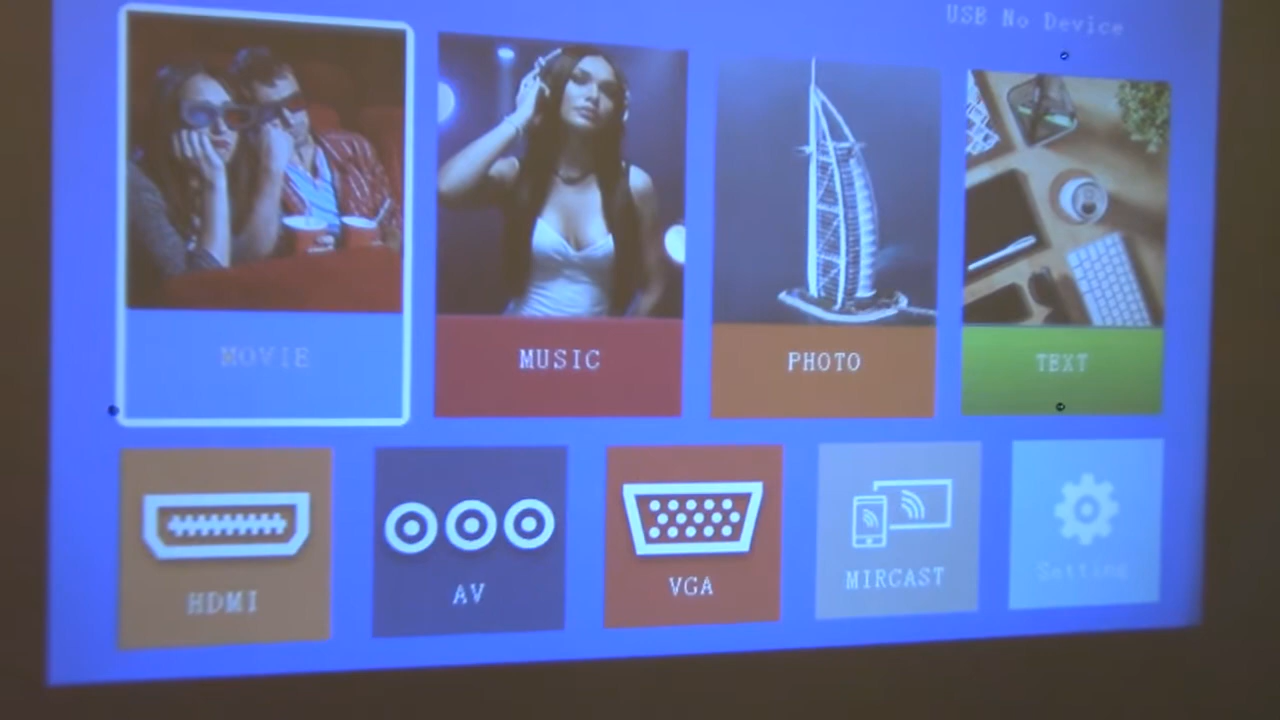 USB No Device
MOVIE
MUSIC
PHOTO
TEXT
HDMI
AV
VGA
MIRCAST
Setting